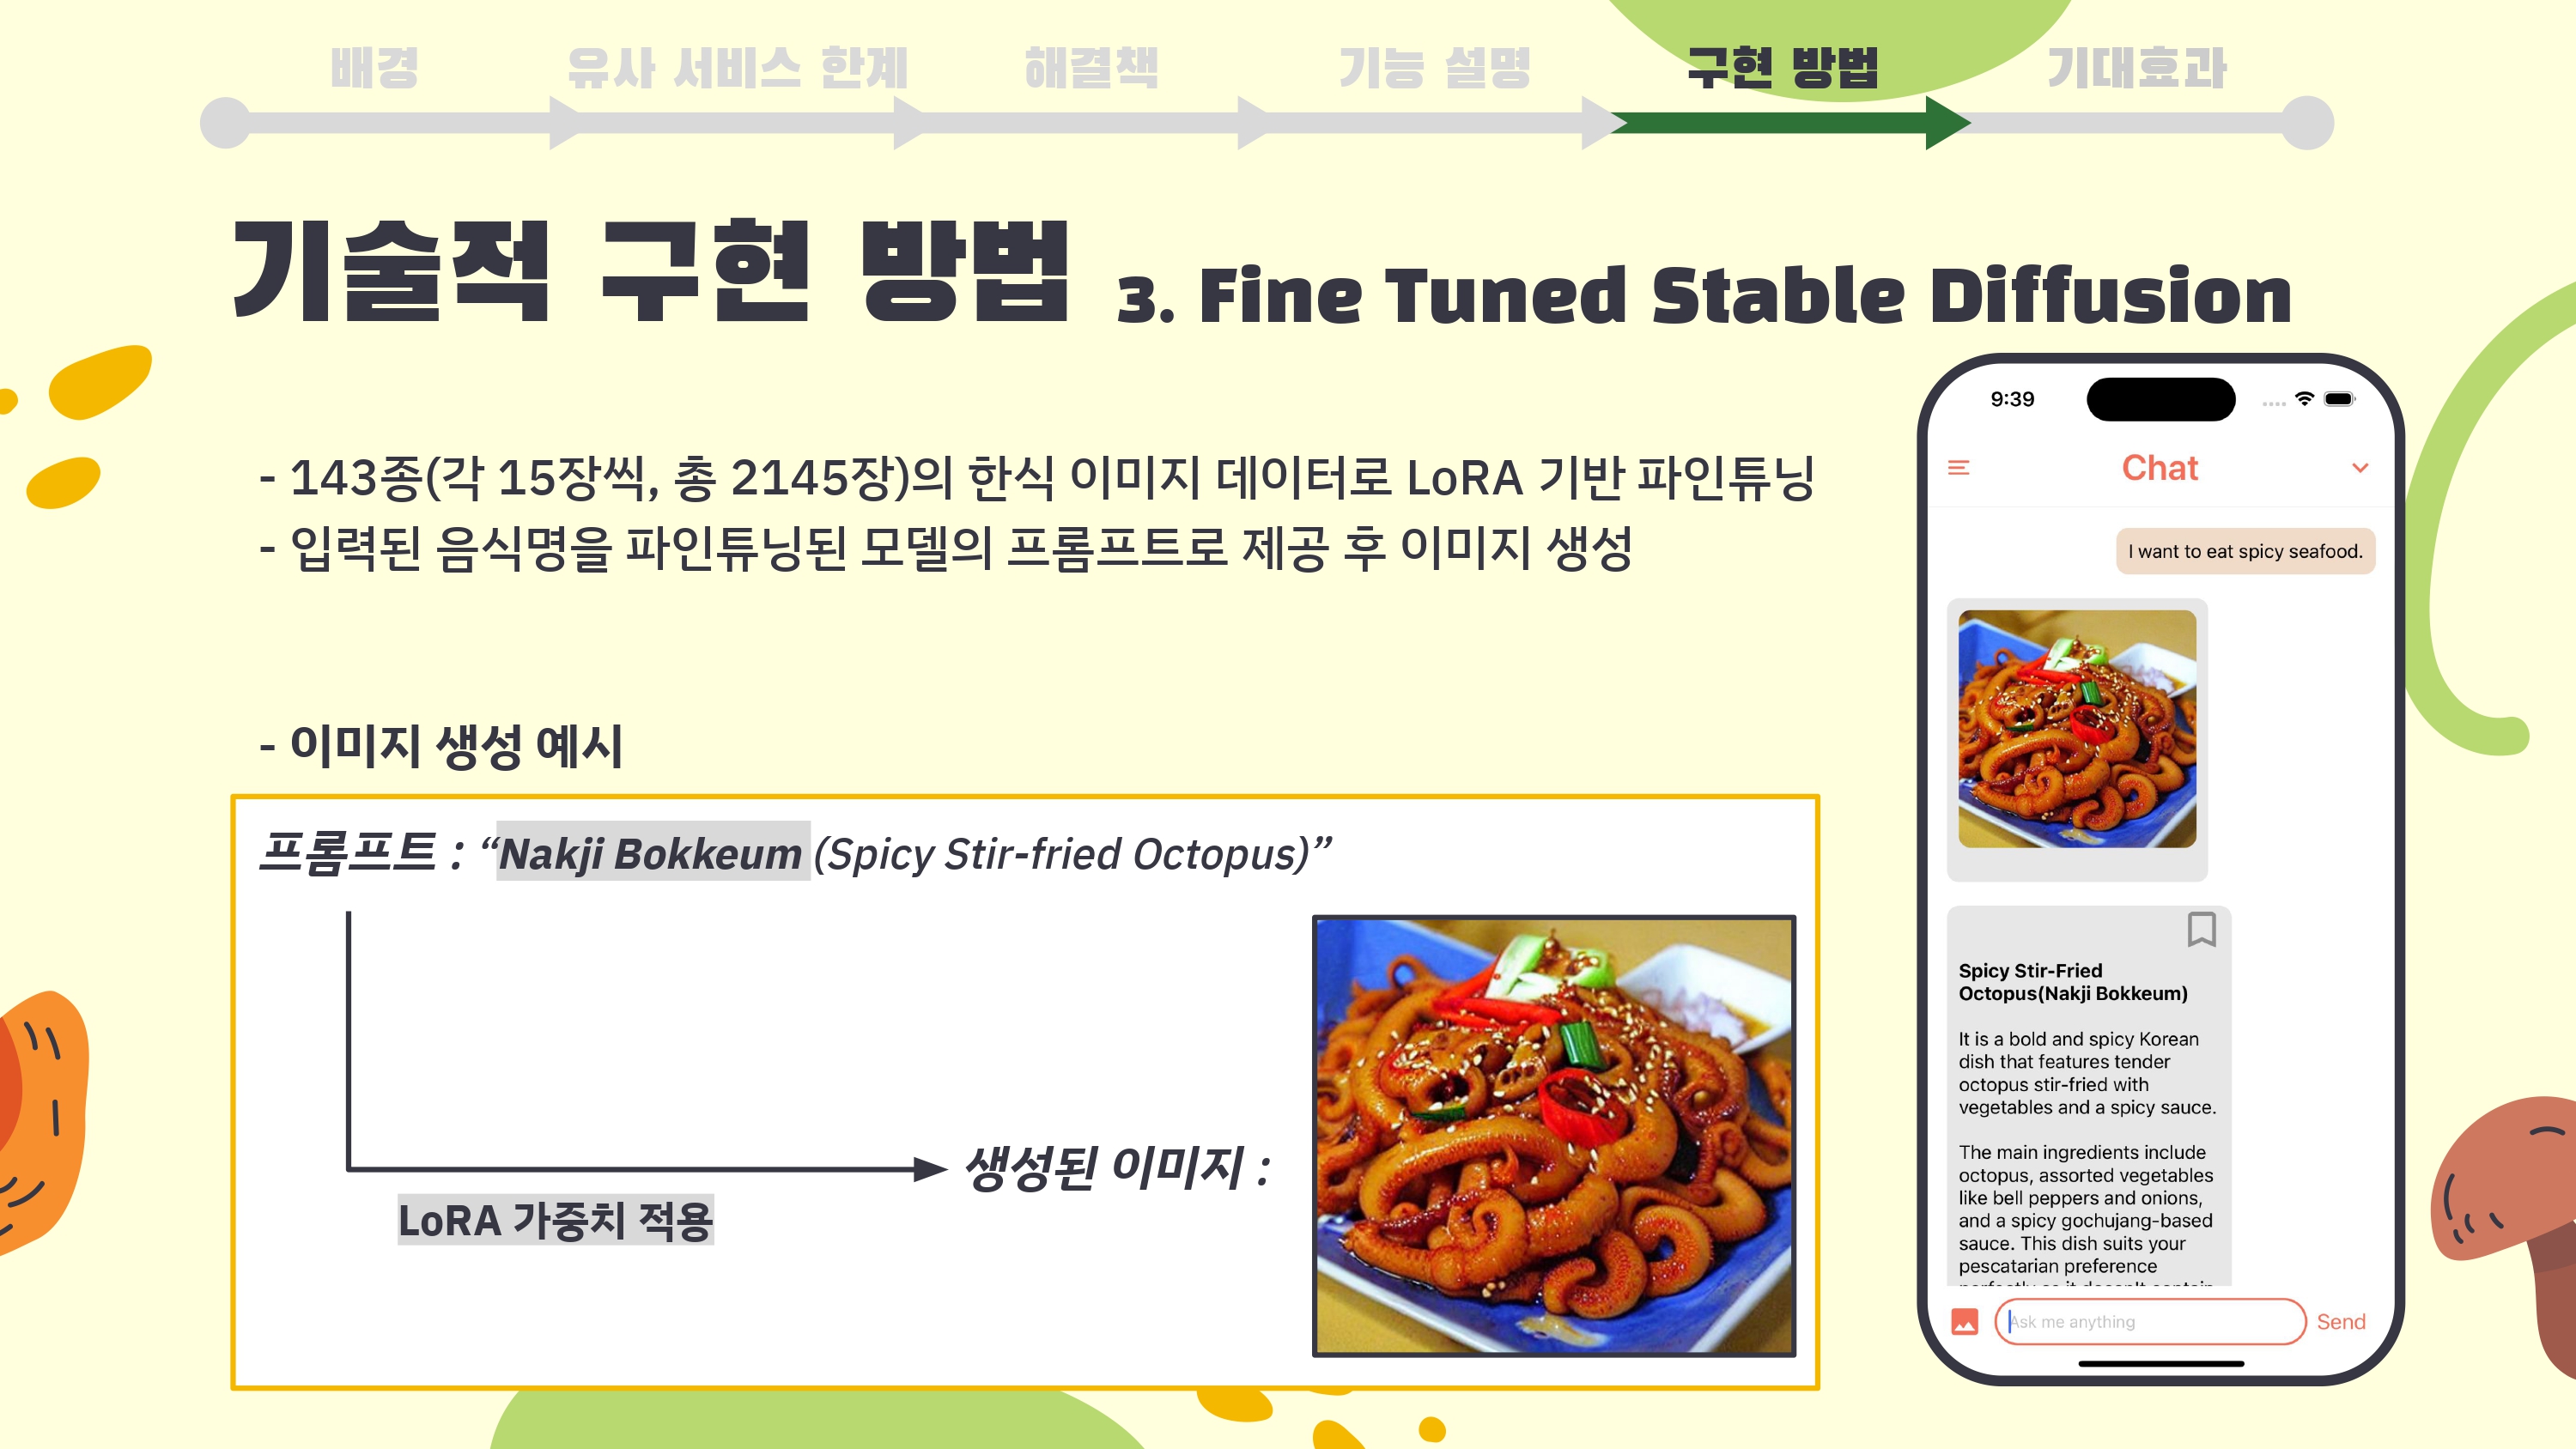 배경
유사 서비스 한계
해결책
기능 설명
구현 방법
기대효과
기술적 구현 방법 3. Fine Tuned Stable Diffusion
- 143종(각 15장씩, 총 2145장)의 한식 이미지 데이터로 LoRA 기반 파인튜닝
- 입력된 음식명을 파인튜닝된 모델의 프롬프트로 제공 후 이미지 생성
- 이미지 생성 예시
프롬프트 : “Nakji Bokkeum (Spicy Stir-fried Octopus)”
LoRA 가중치 적용
생성된 이미지 :
9:39
Chat
I want to eat spicy seafood.
Spicy Stir-Fried
Octopus(Nakji Bokkeum)
It is a bold and spicy Korean
dish that features tender
octopus stir-fried with
vegetables and a spicy sauce.
The main ingredients include
octopus, assorted vegetables
like bell peppers and onions,
and a spicy gochujang-based
sauce. This dish suits your
pescatarian preference
perfectly as it doesn't contain
Ask me anything
Send